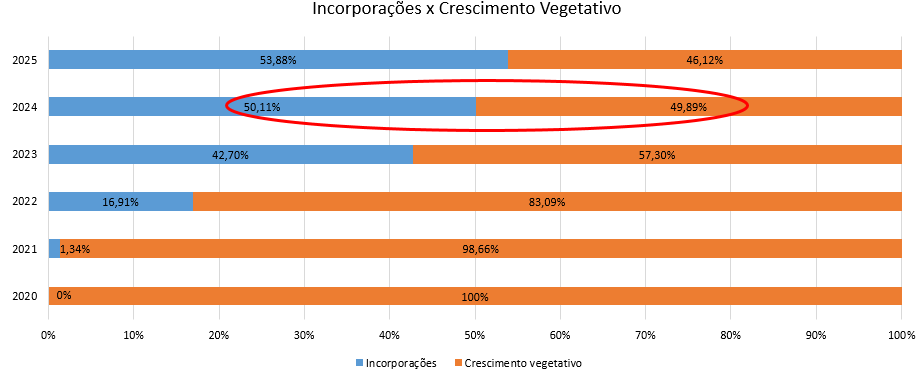 Incorporações x Crescimento Vegetativo
2025 53,88% 46,12%
2024 50,11% 49,89%
2023 42,70% 57,30%
2022 16,91% 83,09%
2021 1,34% 98,66%
2020 0% 100%
0% 10% 20% 30% 40% 50% 60% 70% 80% 90% 100%
Incorporações Crescimento vegetativo